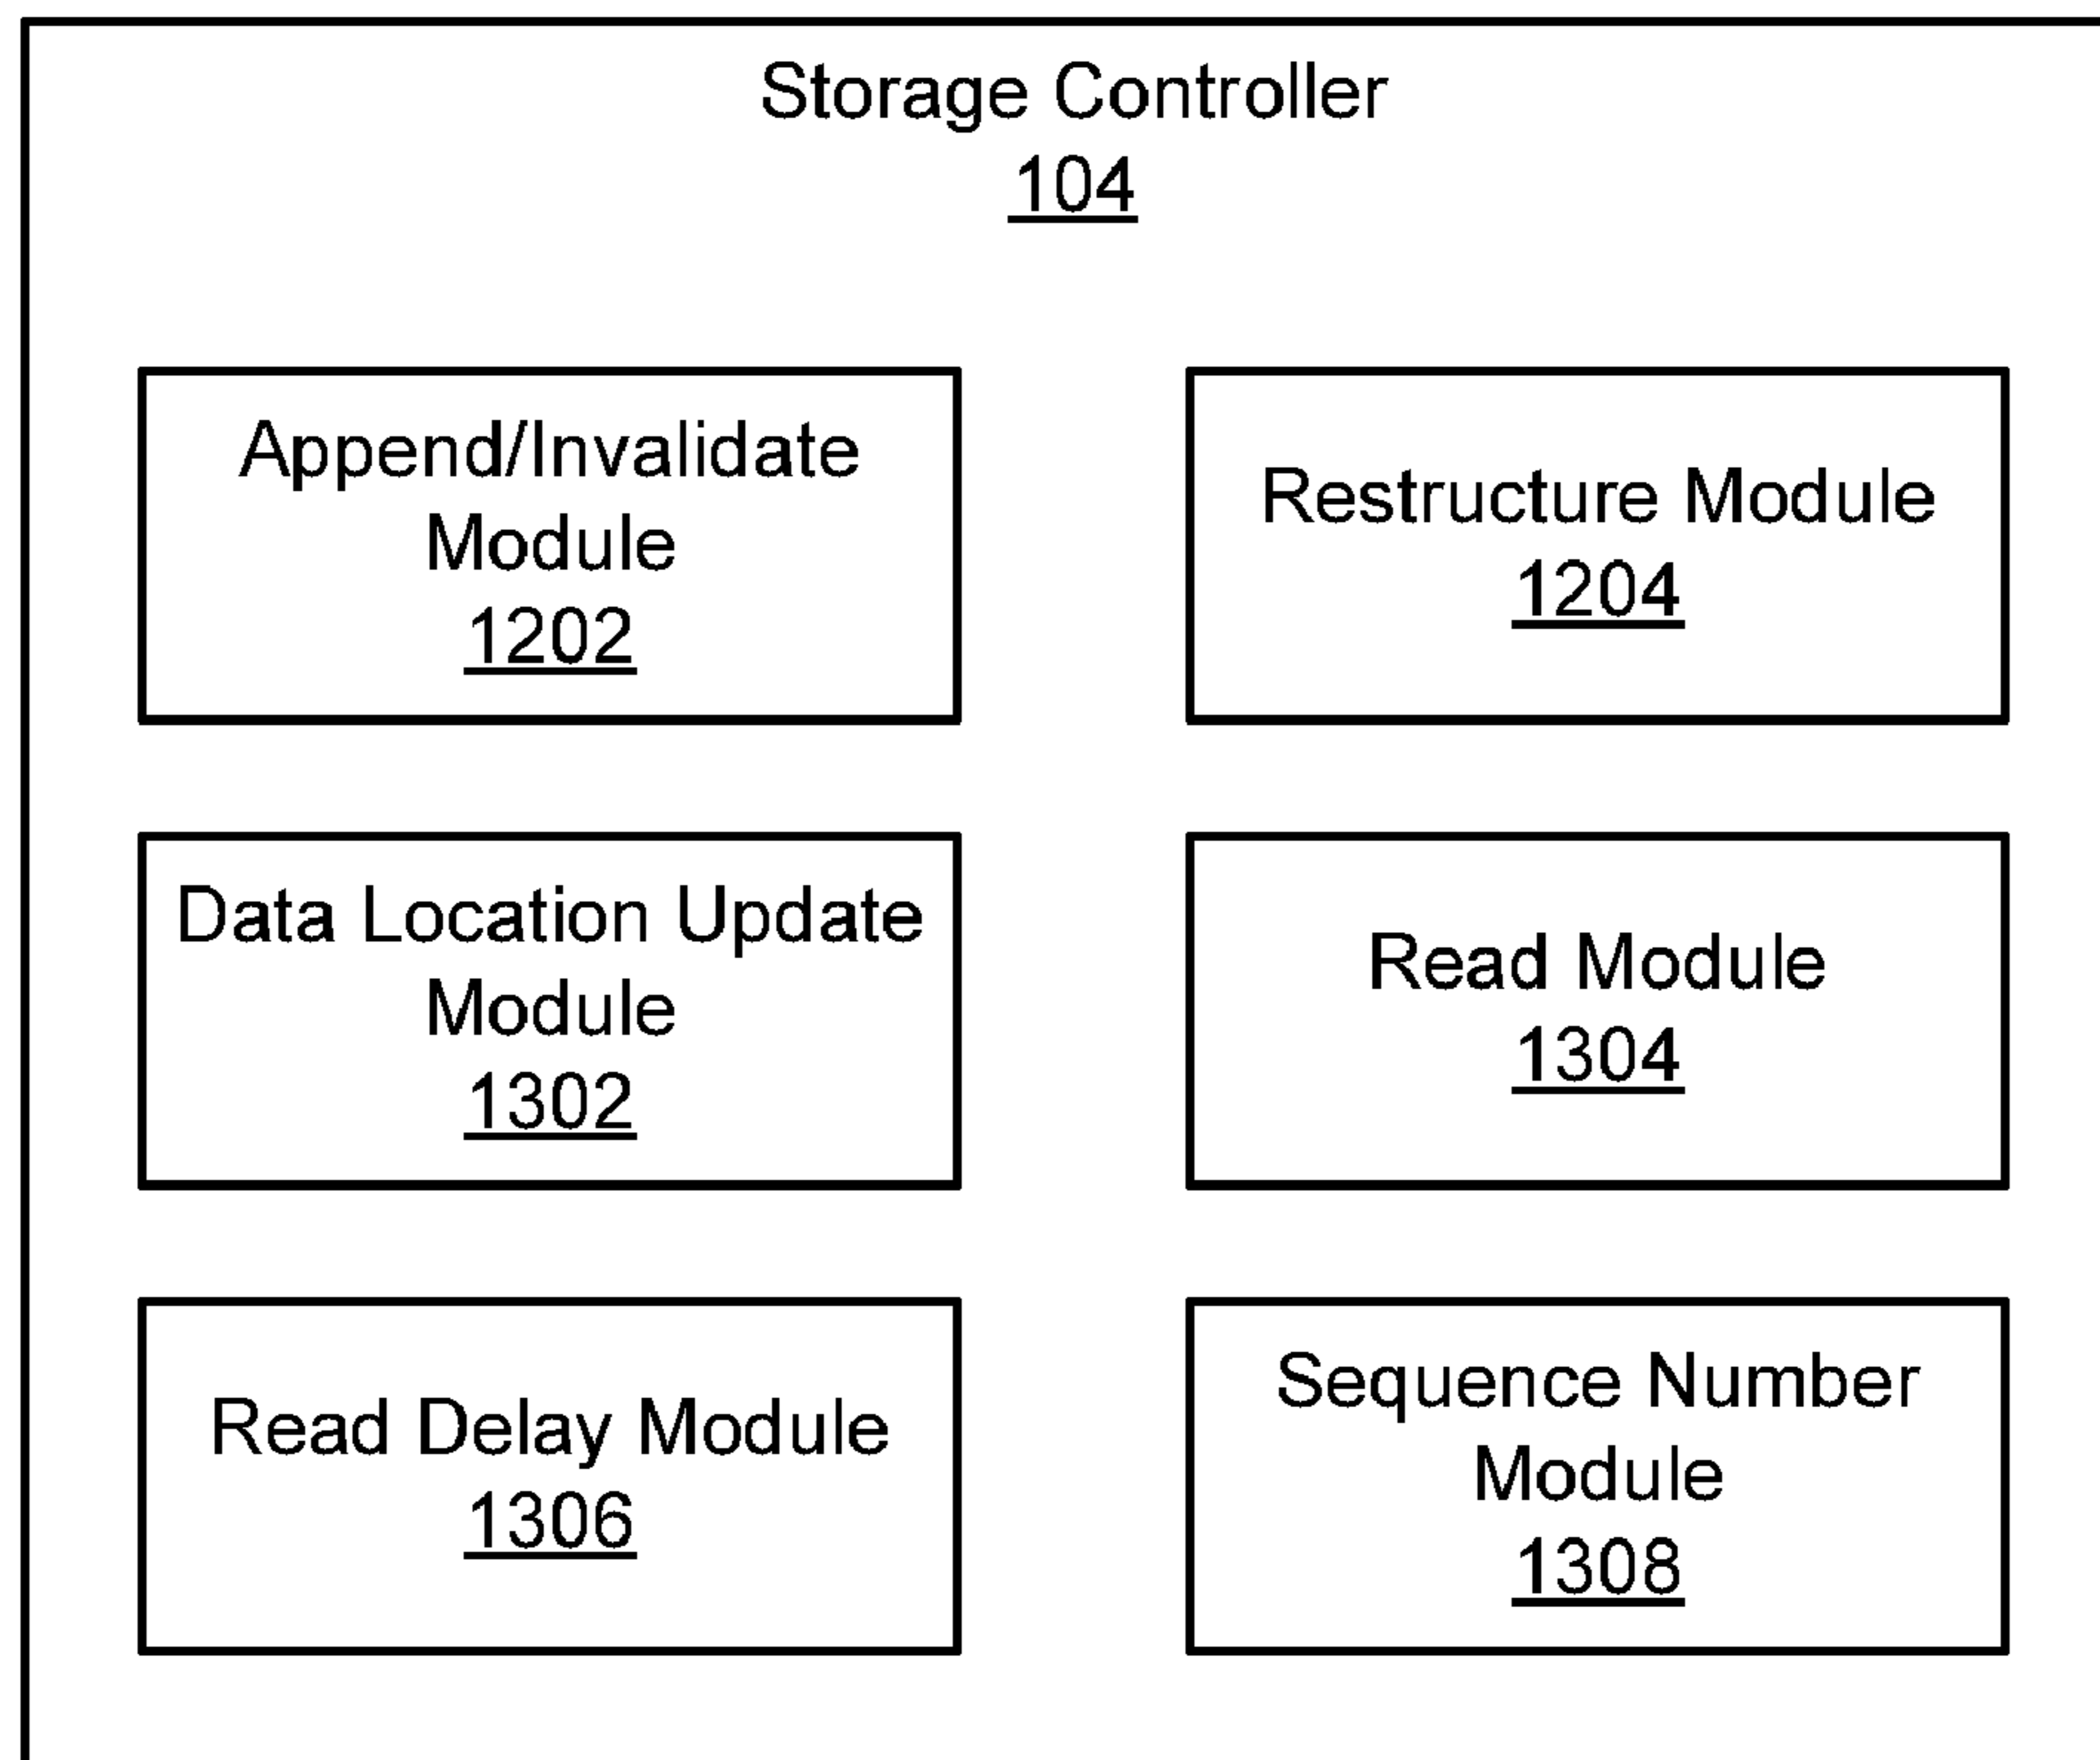 Storage Controller
104
Append/Invalidate
Module
1202
Restructure Module
1204
Data Location Update
Module
1302
Read Module
1304
Read Delay Module
1306
Sequence Number
Module
1308